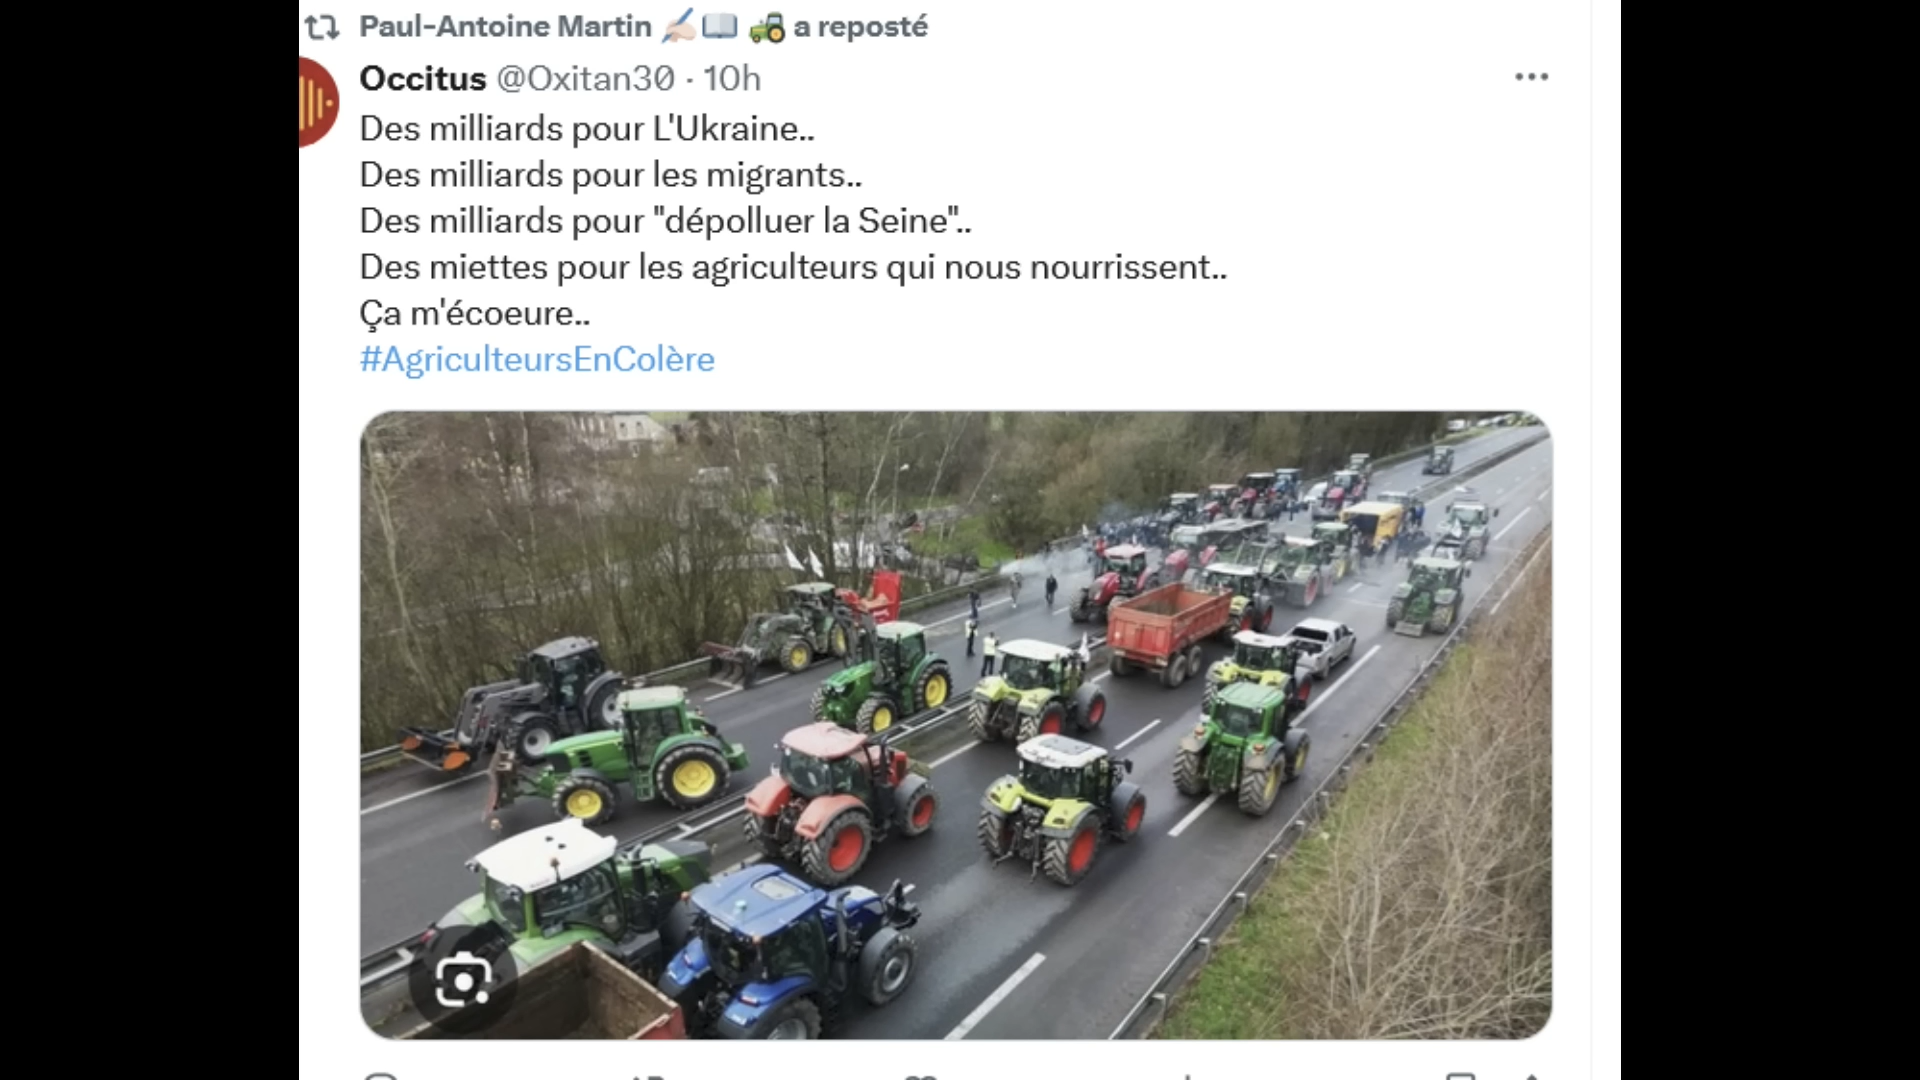 Paul-Antoine Martin ✍🏻📖 🚜 a reposté
Occitus @Oxitan30 · 10h
Des milliards pour L'Ukraine..
Des milliards pour les migrants..
Des milliards pour "dépolluer la Seine"..
Des miettes pour les agriculteurs qui nous nourrissent..
Ça m'écoeure..
#AgriculteursEnColère